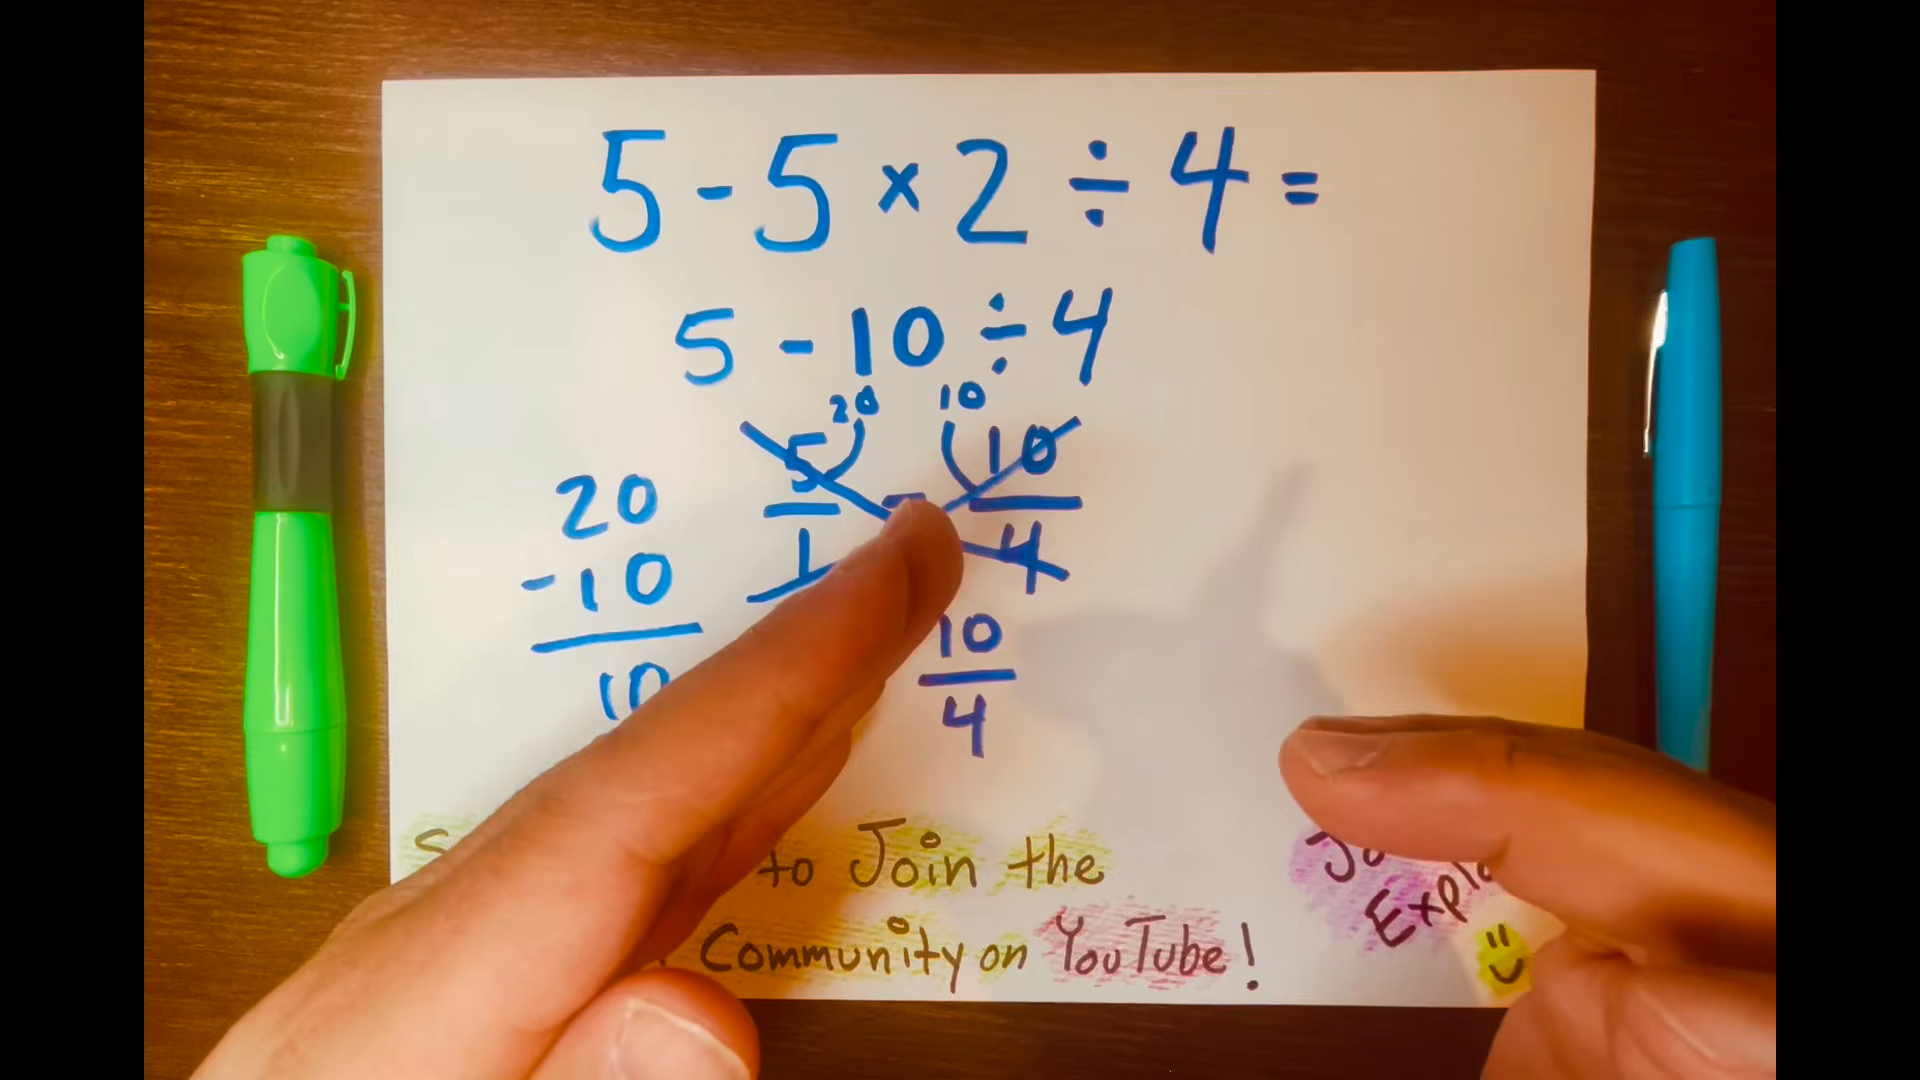 5 - 5 × 2 ÷ 4 =
5 - 10 ÷ 4
20 10
5 10
1 - 4
20
-10
10
10
4
to Join the
Community on YouTube!